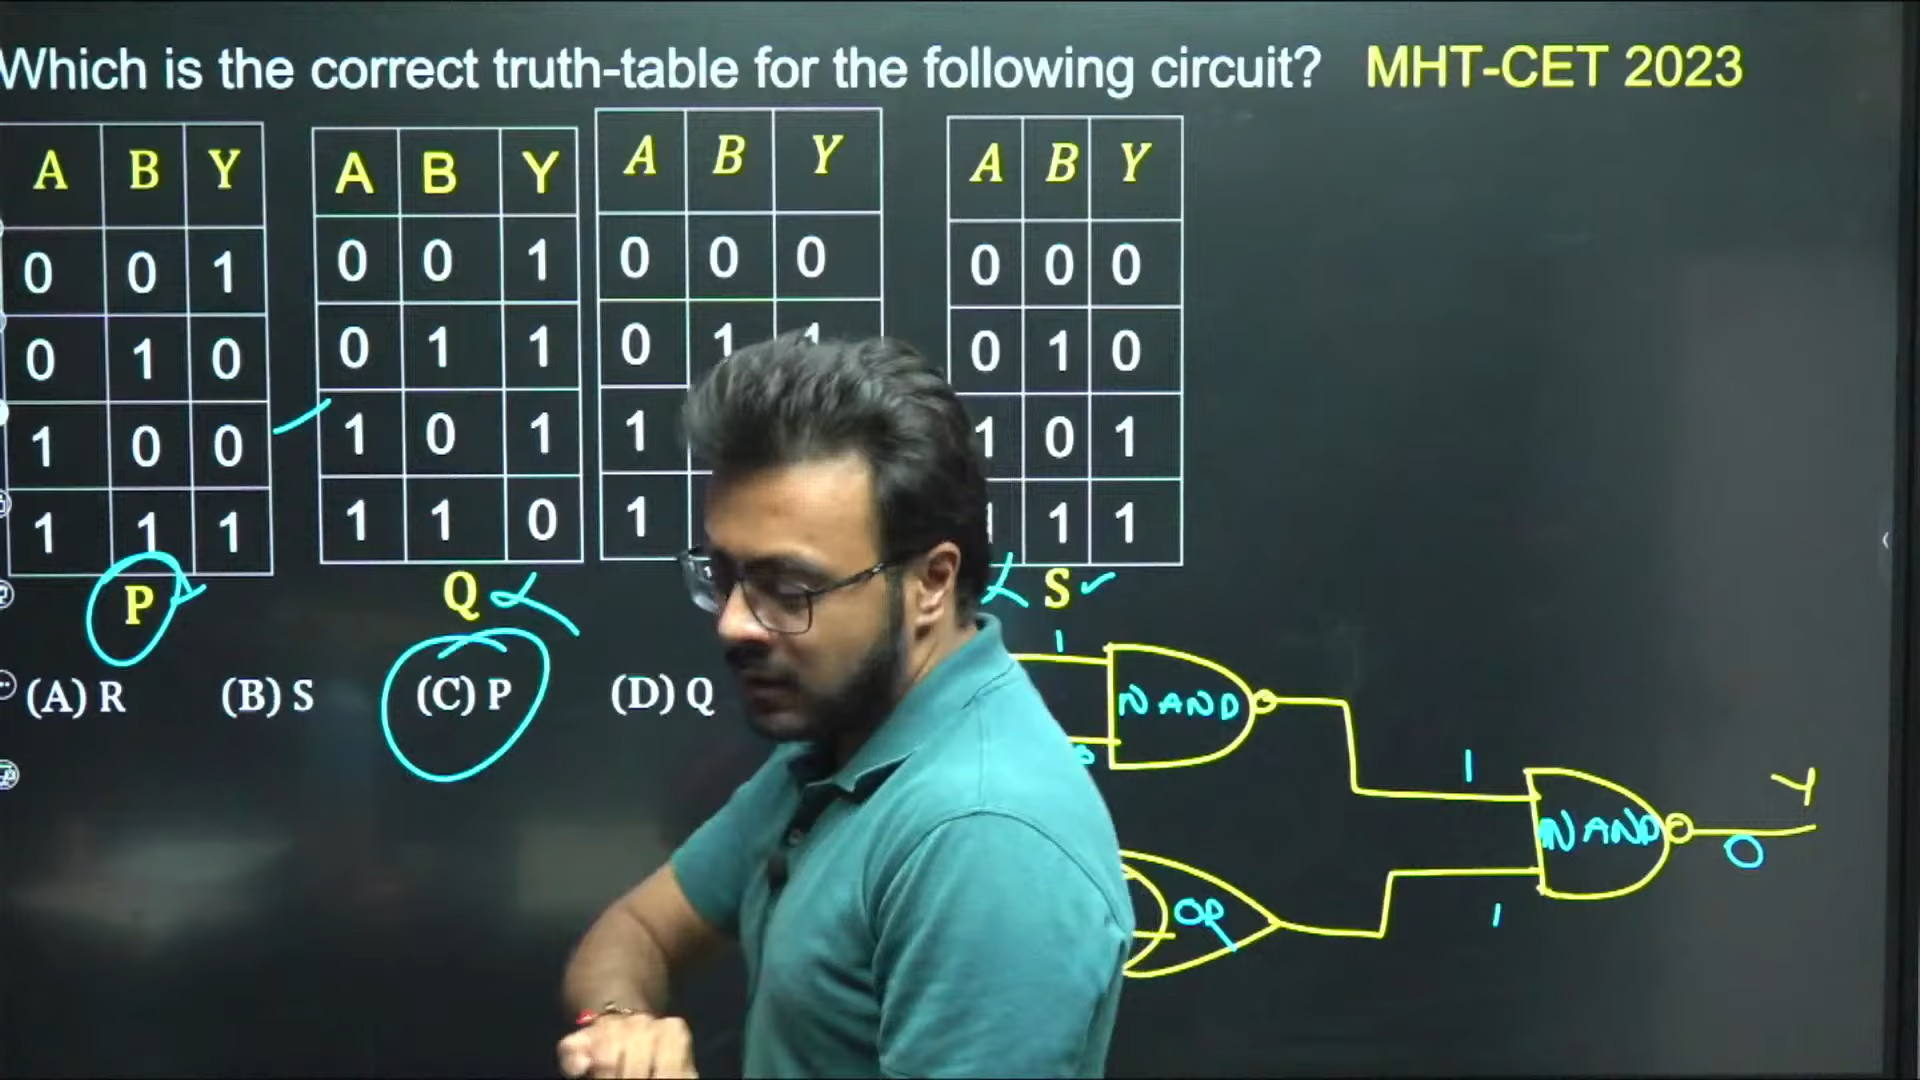 Which is the correct truth-table for the following circuit? MHT-CET 2023
A B Y
0 0 1
0 1 0
1 0 0
1 1 1
P
A B Y
0 0 1
0 1 1
1 0 1
1 1 0
Q
A B Y
0 0 0
0 1 1
1
1
A B Y
0 0 0
0 1 0
1 0 1
1 1
S
(A) R (B) S (C) P (D) Q
1
NAND
0
1
NAND
Y
0
OR
1